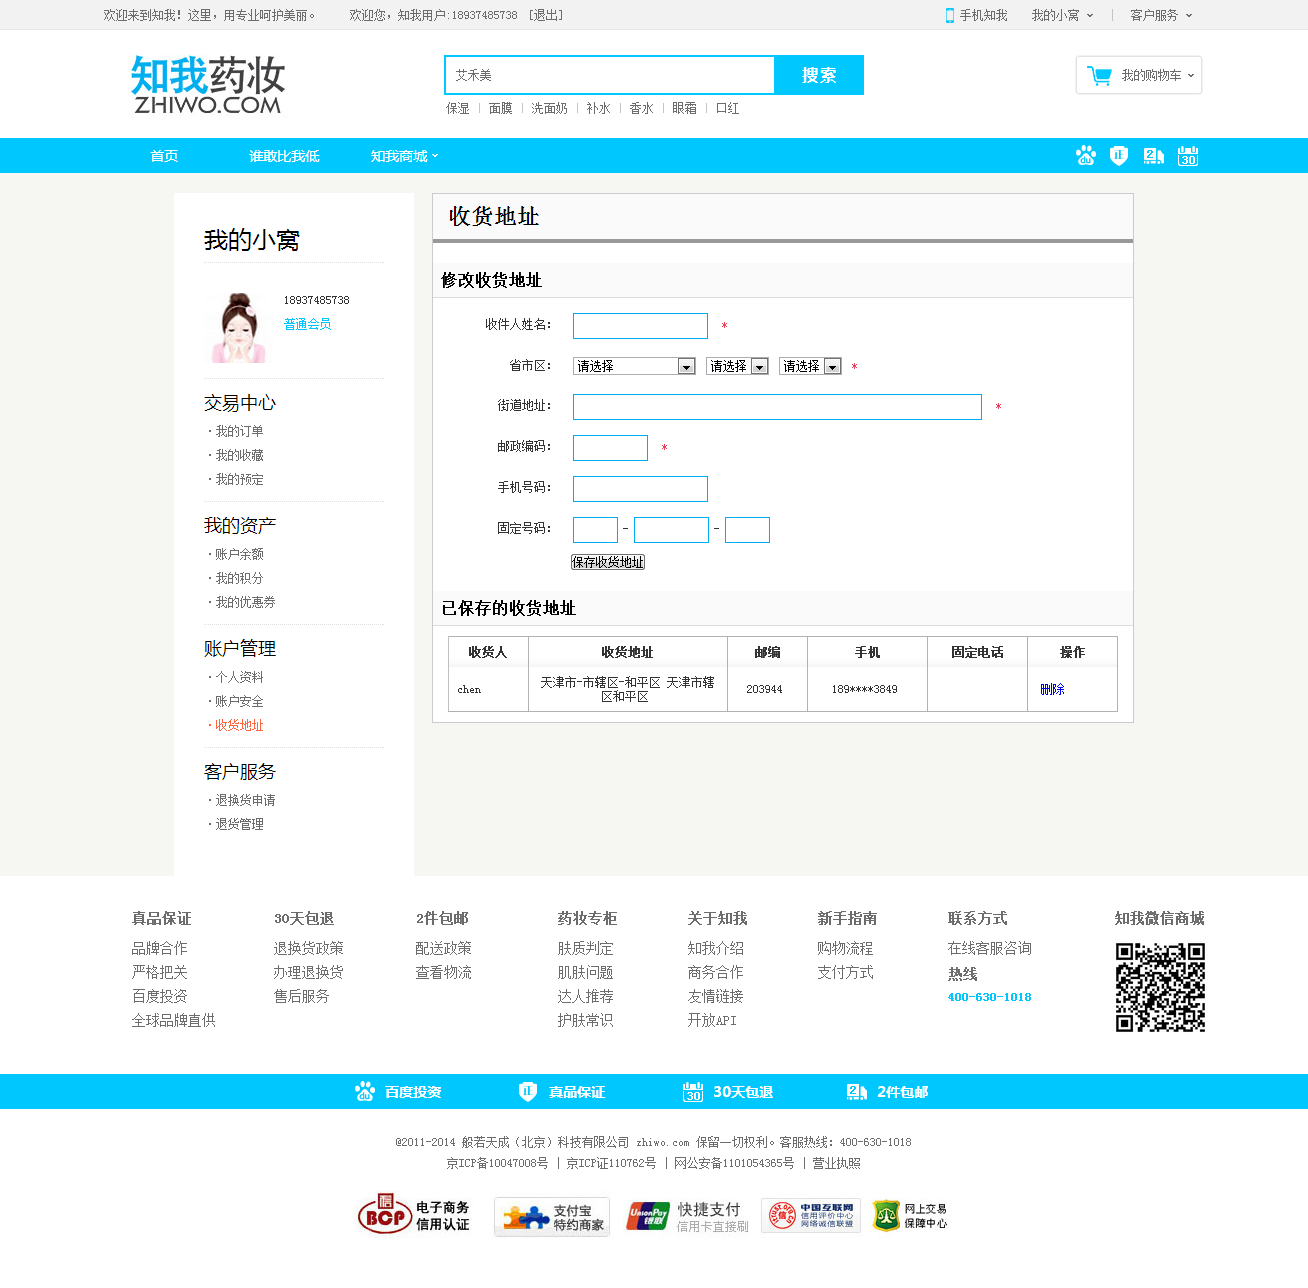 欢迎来到知我！这里，用专业呵护美丽。 欢迎您，知我用户:18937485738 [退出] 手机知我 我的小窝 客户服务
知我药妆
ZHIWO.COM
艾禾美 搜索
我的购物车
保湿 面膜 洗面奶 补水 香水 眼霜 口红
首页 谁敢比我低 知我商城
du 正 2 30
我的小窝
18937485738
普通会员
交易中心
·我的订单
·我的收藏
·我的预定
我的资产
·账户余额
·我的积分
·我的优惠券
账户管理
·个人资料
·账户安全
·收货地址
客户服务
·退换货申请
·退货管理
收货地址
修改收货地址
收件人姓名： *
省市区： 请选择 请选择 请选择 *
街道地址： *
邮政编码： *
手机号码：
固定号码： - -
保存收货地址
已保存的收货地址
收货人 收货地址 邮编 手机 固定电话 操作
chen 天津市-市辖区-和平区 天津市辖区和平区 203944 189****3849 删除
真品保证 30天包退 2件包邮 药妆专柜 关于知我 新手指南 联系方式 知我微信商城
品牌合作 退换货政策 配送政策 肤质判定 知我介绍 购物流程 在线客服咨询
严格把关 办理退换货 查看物流 肌肤问题 商务合作 支付方式 热线
百度投资 售后服务 达人推荐 友情链接 400-630-1018
全球品牌直供 护肤常识 开放API
du 百度投资 正 真品保证 30 30天包退 2 2件包邮
@2011-2014 般若天成（北京）科技有限公司 zhiwo.com 保留一切权利。客服热线：400-630-1018
京ICP备10047008号 | 京ICP证110762号 | 网公安备1101054365号 | 营业执照
BCP 电子商务
信用认证
支付宝
特约商家
UnionPay 银联 快捷支付
信用卡直接刷
中国互联网
信用评价中心
网络诚信联盟
网上交易
保障中心